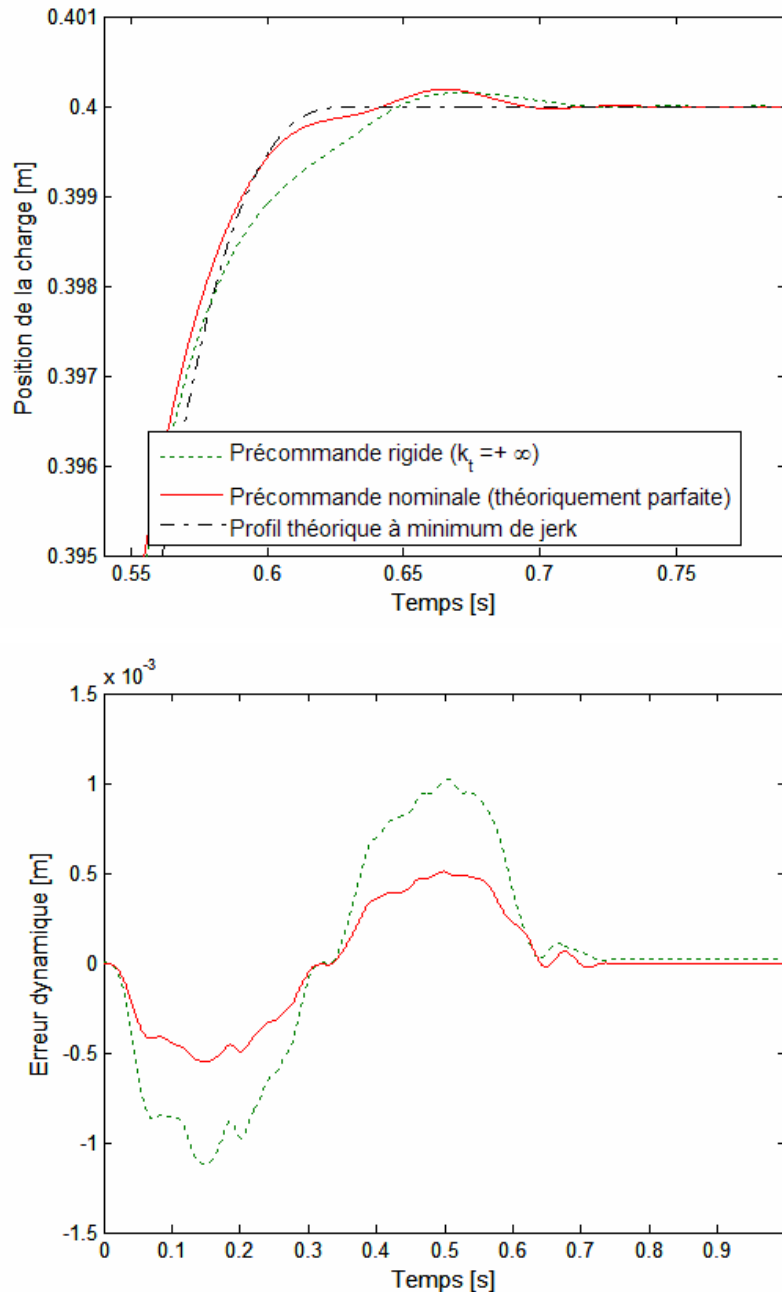 0.401
0.4
0.399
0.398
0.397
0.396
0.395
Position de la charge [m]
Précommande rigide (k_t =+ ∞)
Précommande nominale (théoriquement parfaite)
Profil théorique à minimum de jerk
0.55 0.6 0.65 0.7 0.75
Temps [s]
x 10^-3
1.5
1
0.5
0
-0.5
-1
-1.5
Erreur dynamique [m]
0 0.1 0.2 0.3 0.4 0.5 0.6 0.7 0.8 0.9
Temps [s]